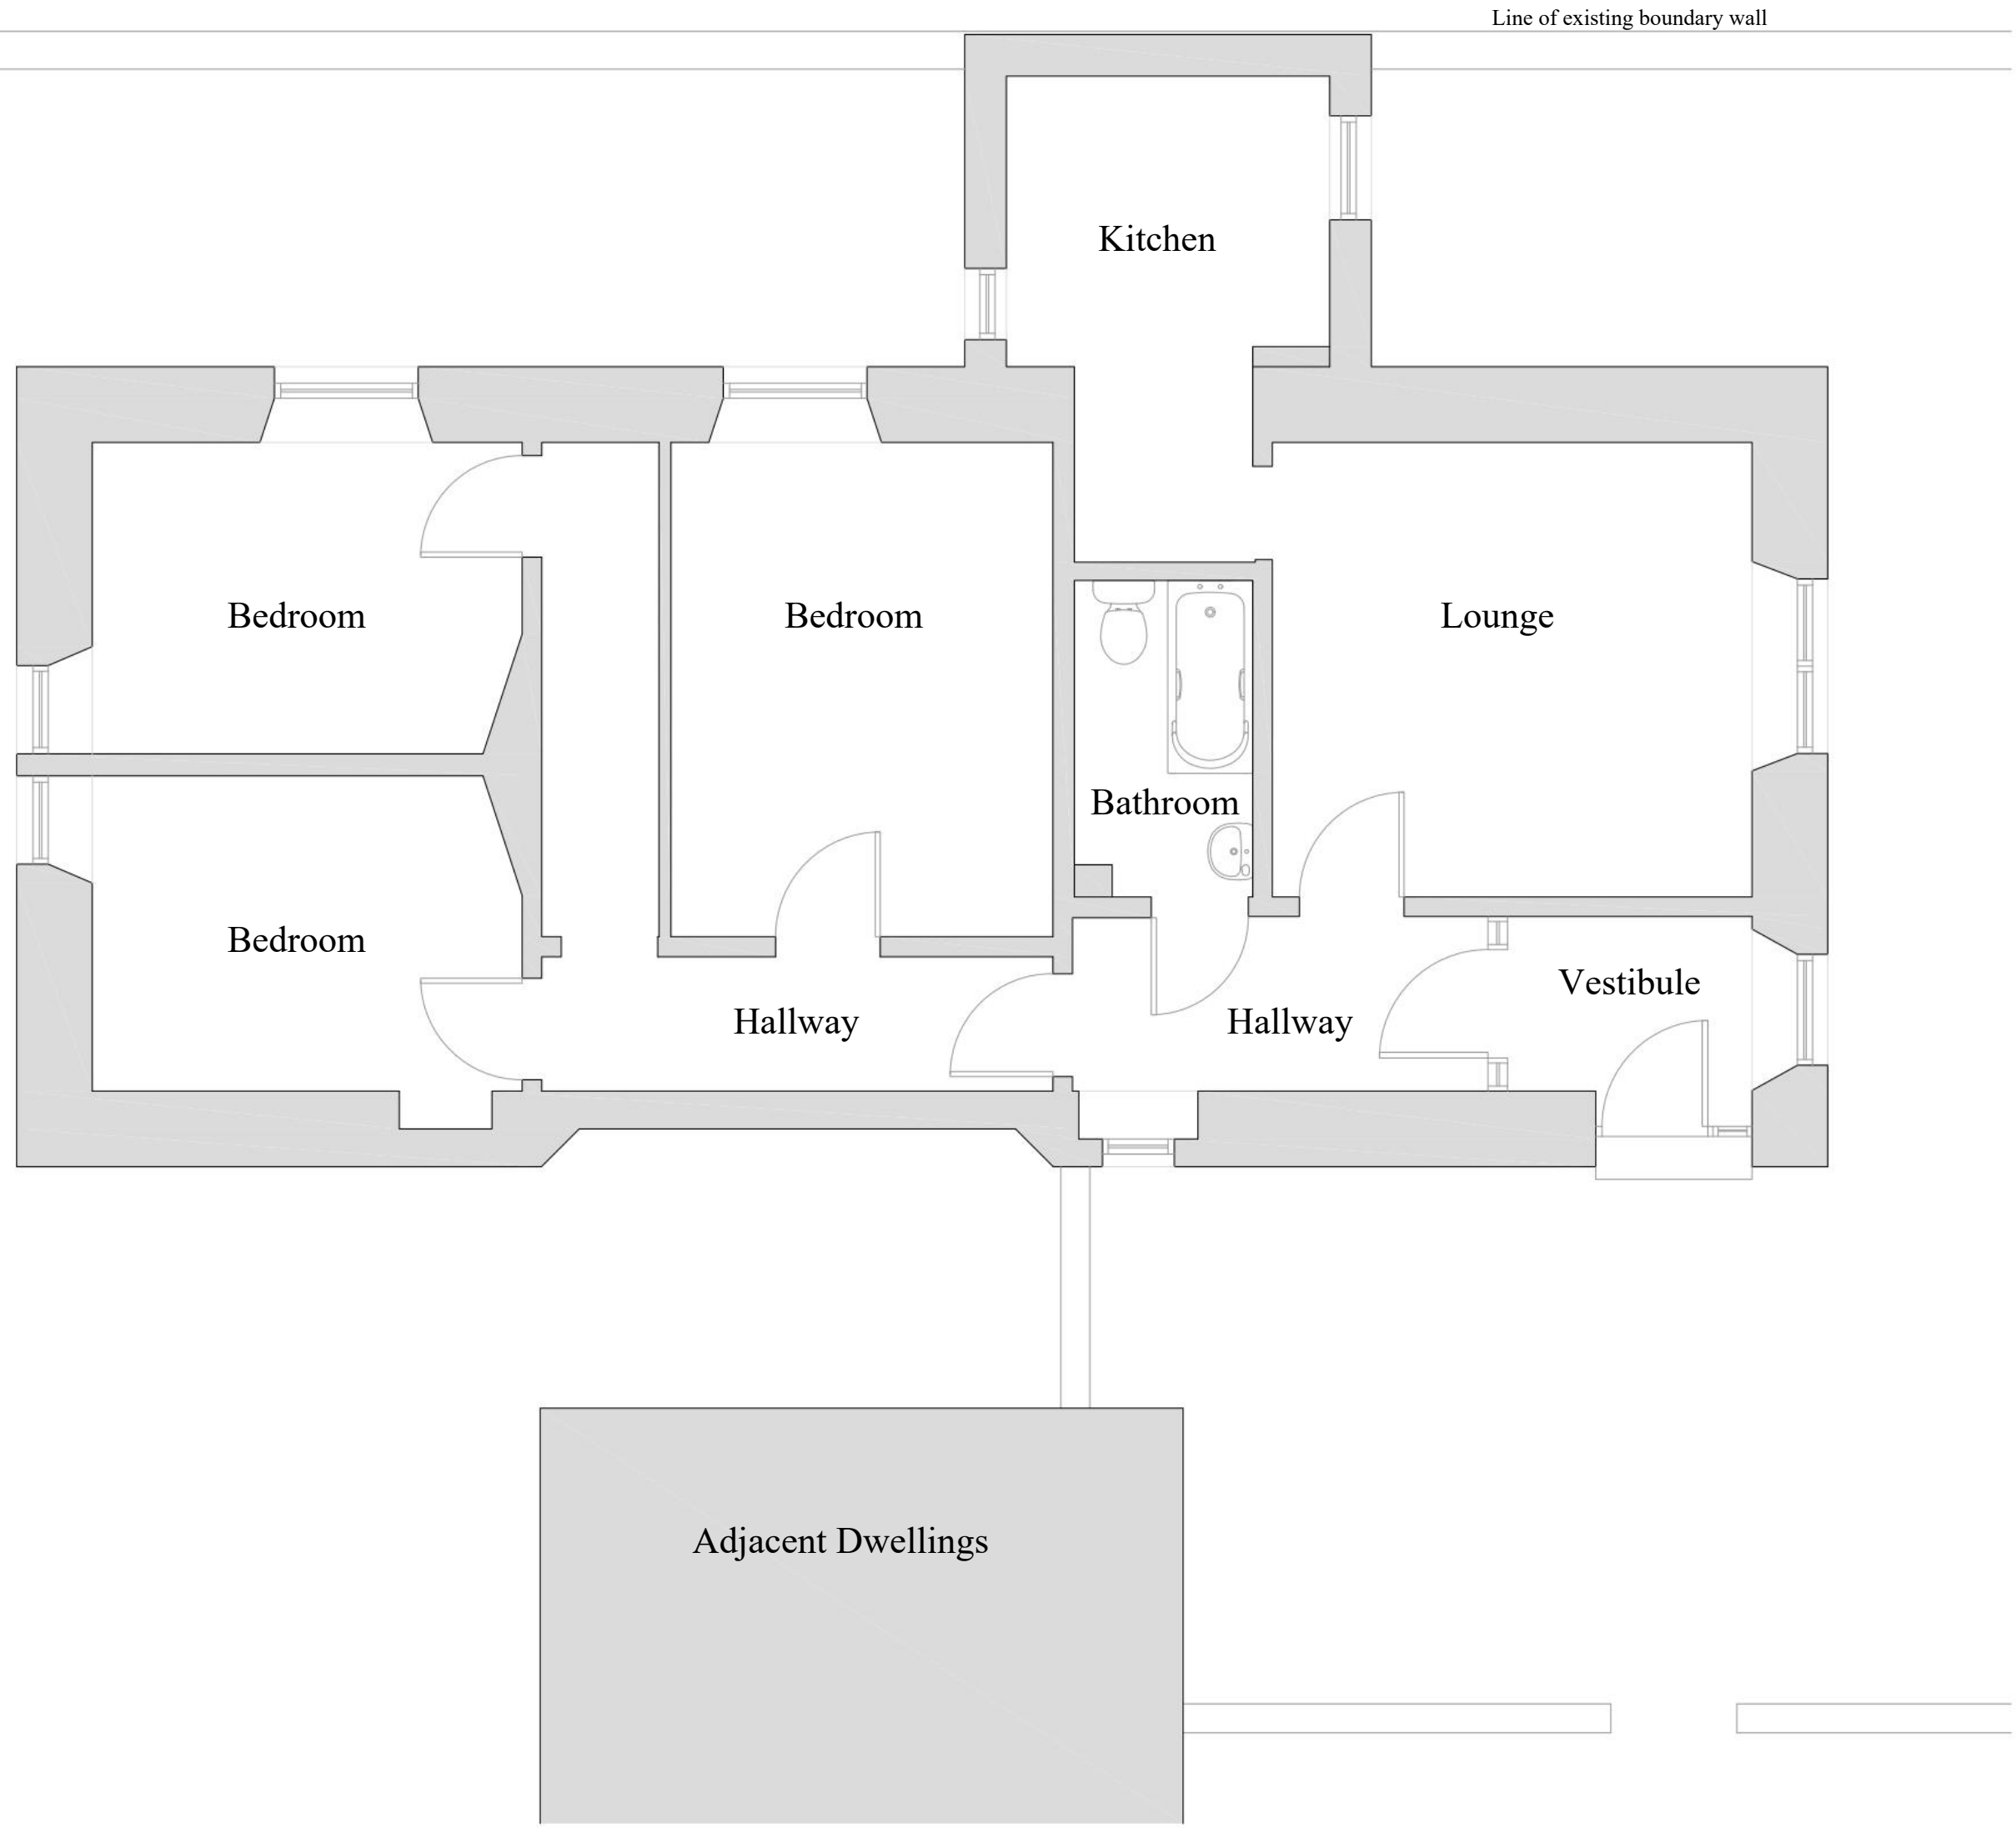 Line of existing boundary wall
Kitchen
Bedroom
Bedroom
Lounge
Bathroom
Bedroom
Vestibule
Hallway
Hallway
Adjacent Dwellings